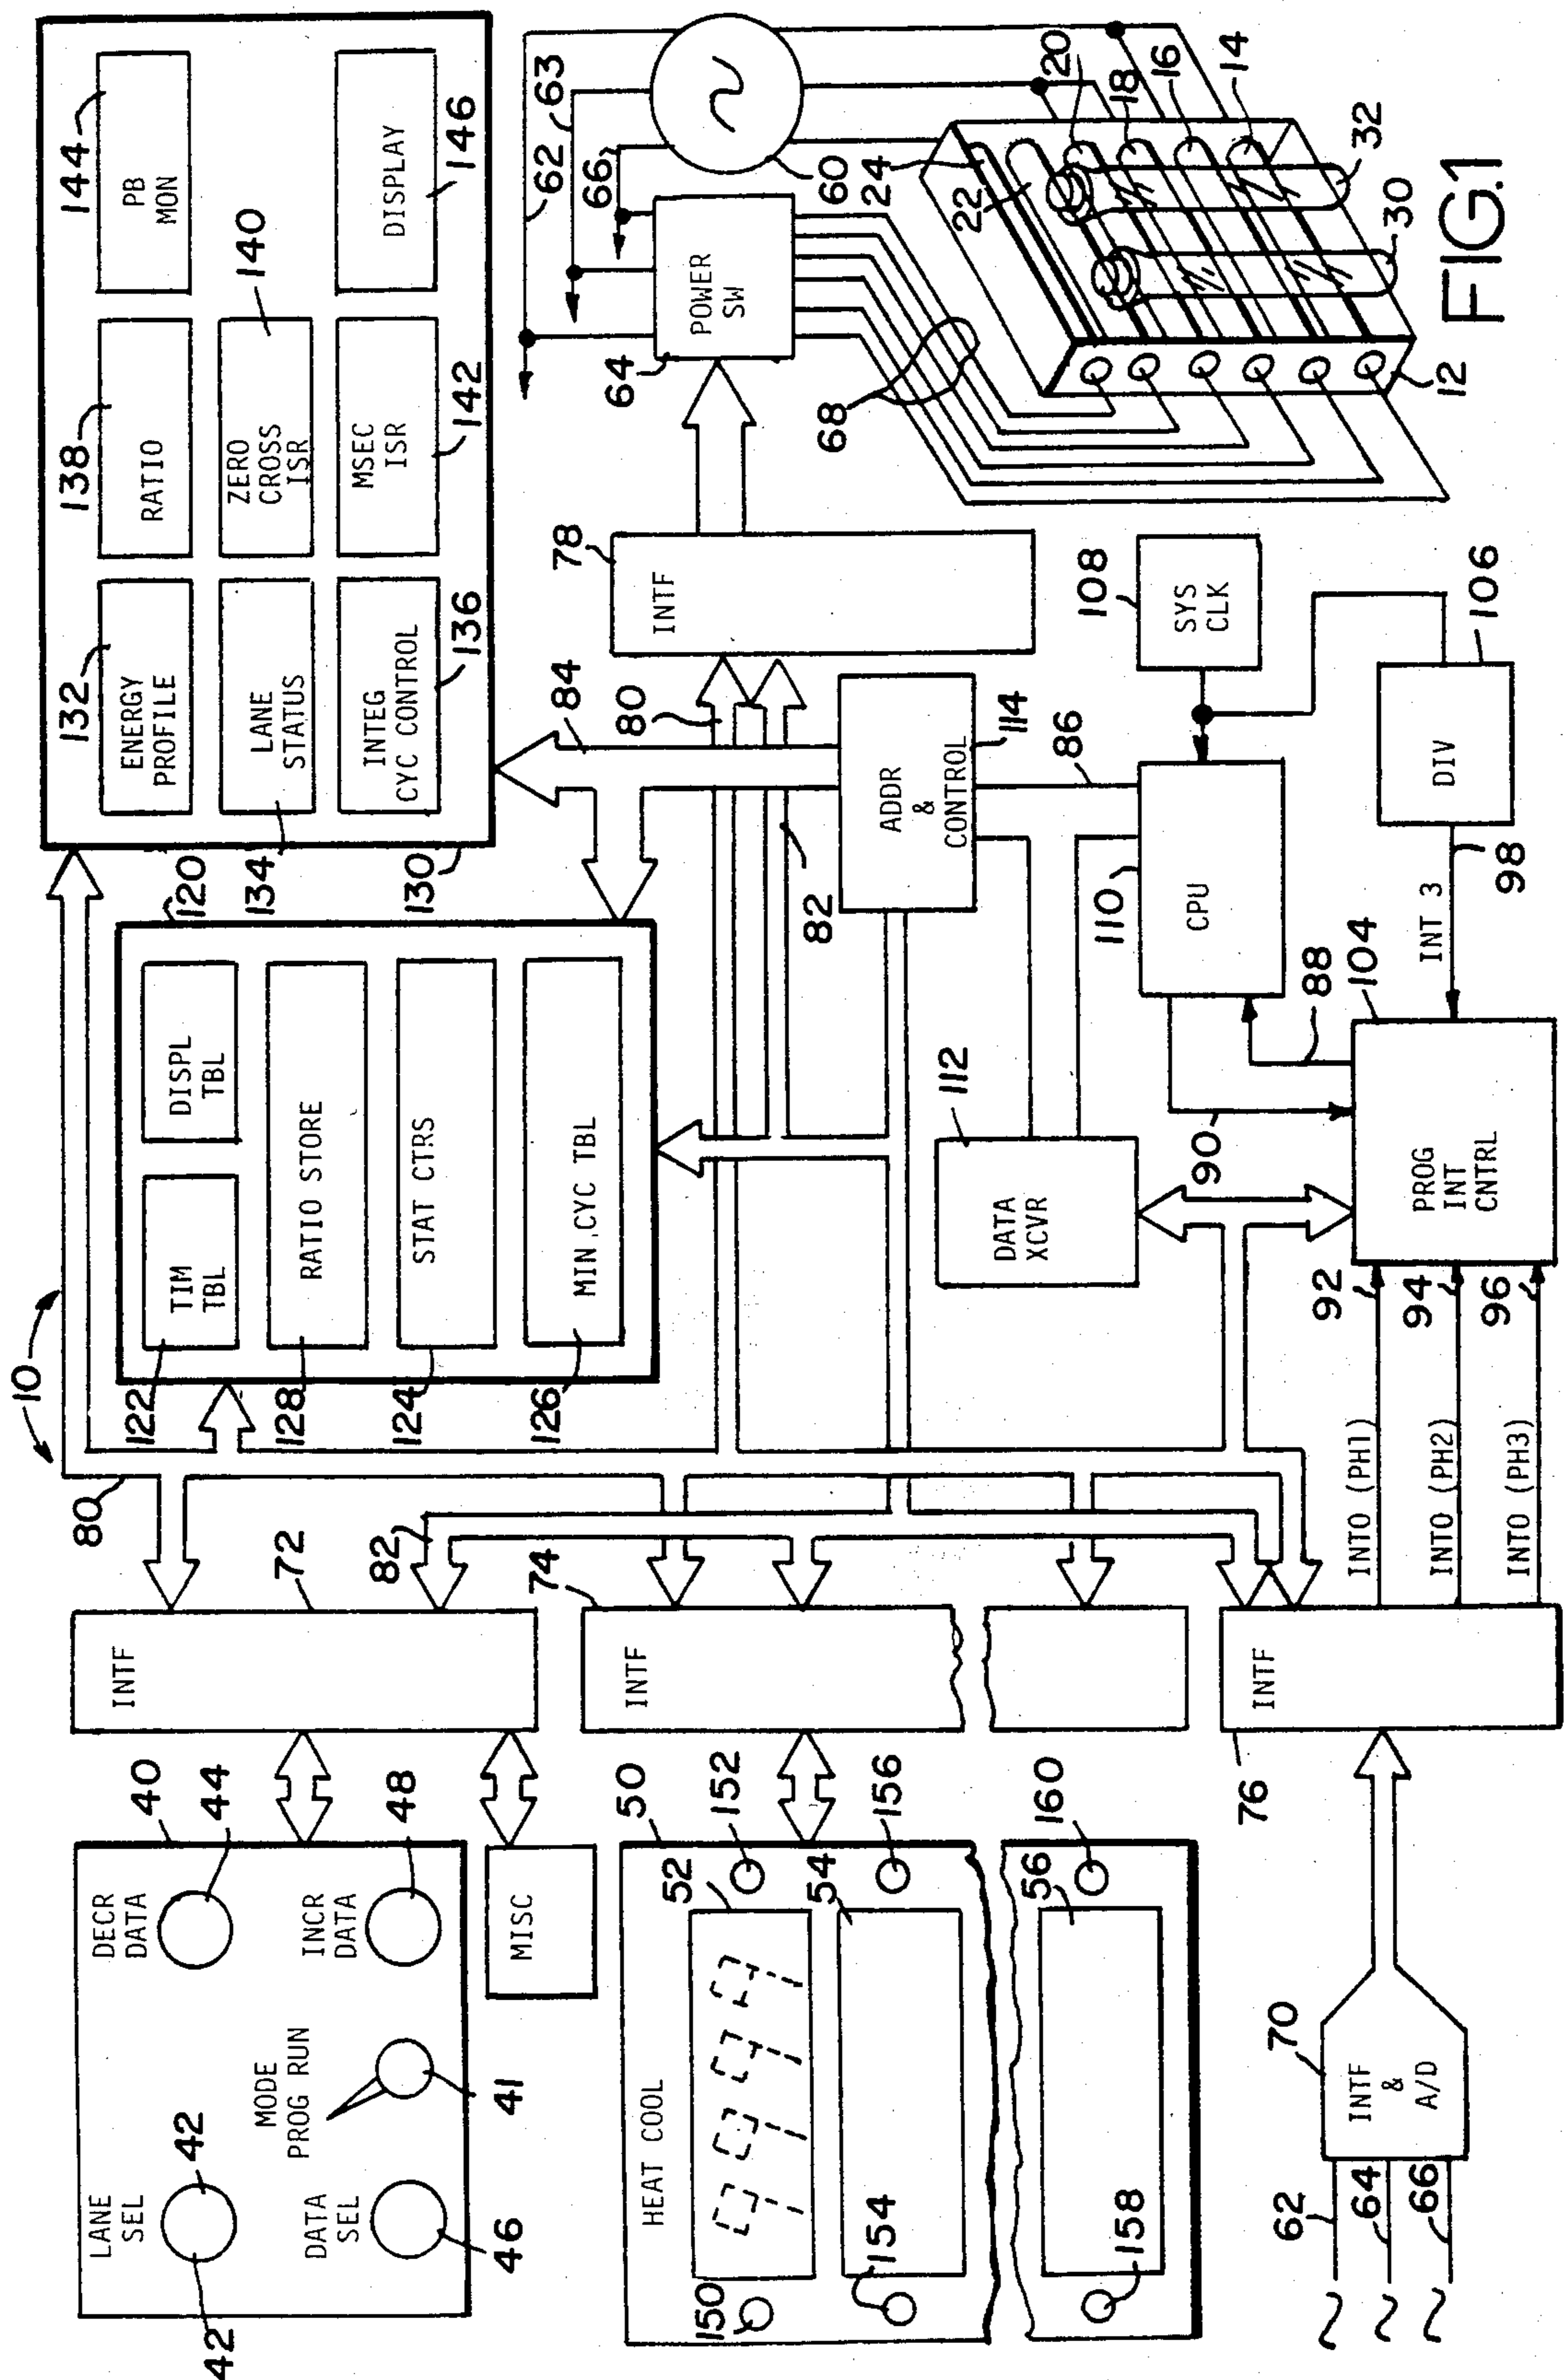 10
40
LANE
SEL
42
42
DECR
DATA
44
MODE
PROG RUN
41
DATA
SEL
46
INCR
DATA
48
MISC
HEAT COOL
50
52
150
152
54
154
156
56
158
160
62
64
66
70
INTF
&
A/D
INTF
72
INTF
74
INTF
76
80
82
INTO (PH1)
INTO (PH2)
INTO (PH3)
92
94
96
120
TIM
TBL
122
DISPL
TBL
RATIO STORE
128
STAT CTRS
124
MIN.CYC TBL
126
DATA
XCVR
112
PROG
INT
CNTRL
104
90
88
INT 3
98
DIV
106
CPU
110
SYS
CLK
108
86
ADDR
&
CONTROL
114
82
80
84
INTF
78
130
ENERGY
PROFILE
132
LANE
STATUS
134
INTEG
CYC CONTROL
136
RATIO
138
ZERO
CROSS
ISR
140
MSEC
ISR
142
PB
MON
144
DISPLAY
146
POWER
SW
64
62
63
66
60
68
24
22
20
18
16
14
12
30
32
FIG.1